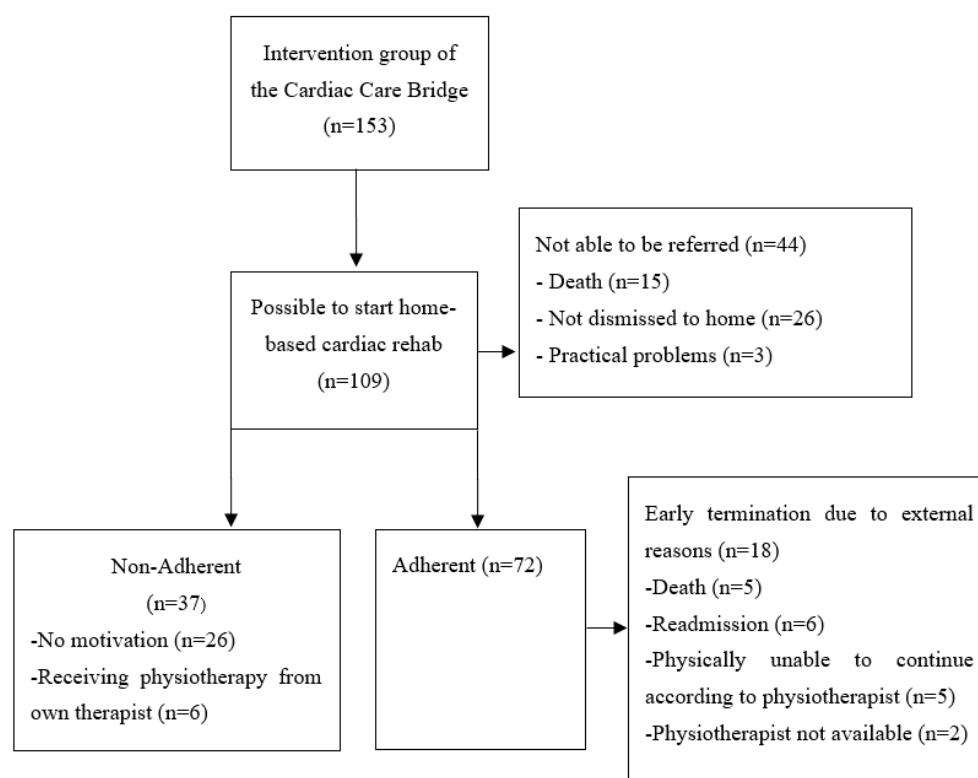 Intervention group of
the Cardiac Care Bridge
(n=153)
Not able to be referred (n=44)
- Death (n=15)
- Not dismissed to home (n=26)
- Practical problems (n=3)
Possible to start home-
based cardiac rehab
(n=109)
Non-Adherent
(n=37)
-No motivation (n=26)
-Receiving physiotherapy from
own therapist (n=6)
Adherent (n=72)
Early termination due to external
reasons (n=18)
-Death (n=5)
-Readmission (n=6)
-Physically unable to continue
according to physiotherapist (n=5)
-Physiotherapist not available (n=2)